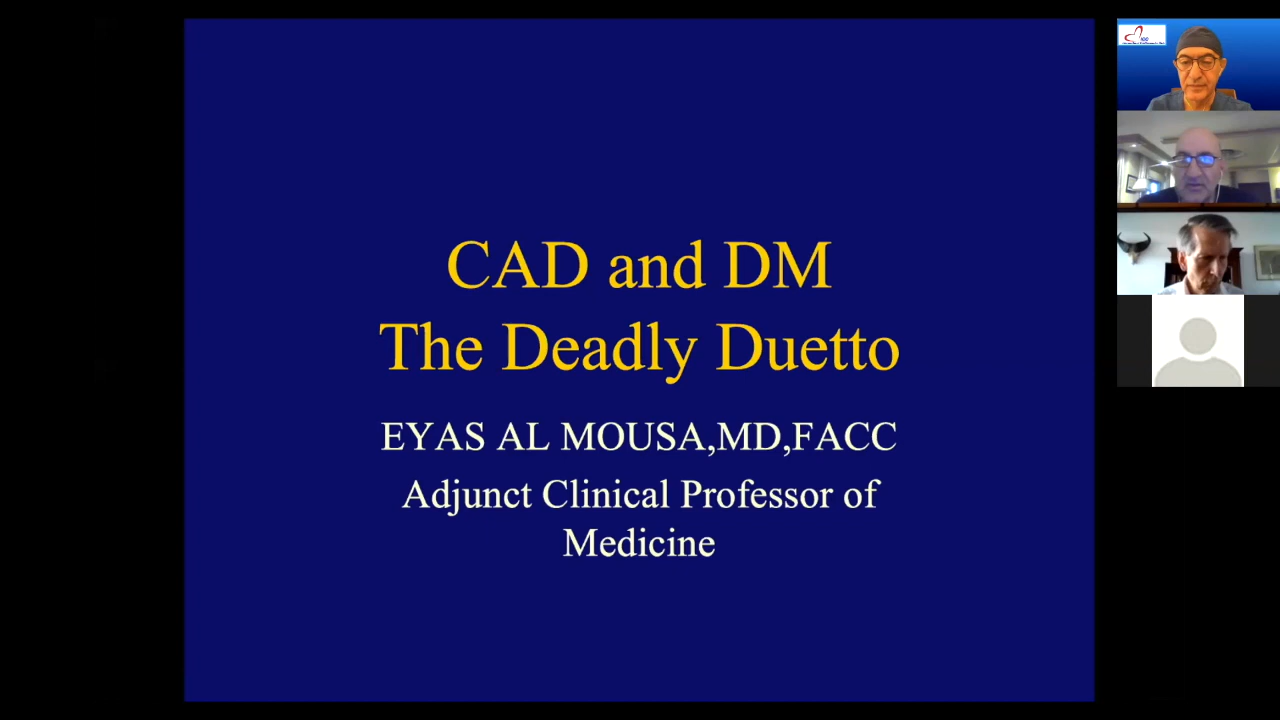 CAD and DM
The Deadly Duetto
EYAS AL MOUSA,MD,FACC
Adjunct Clinical Professor of
Medicine